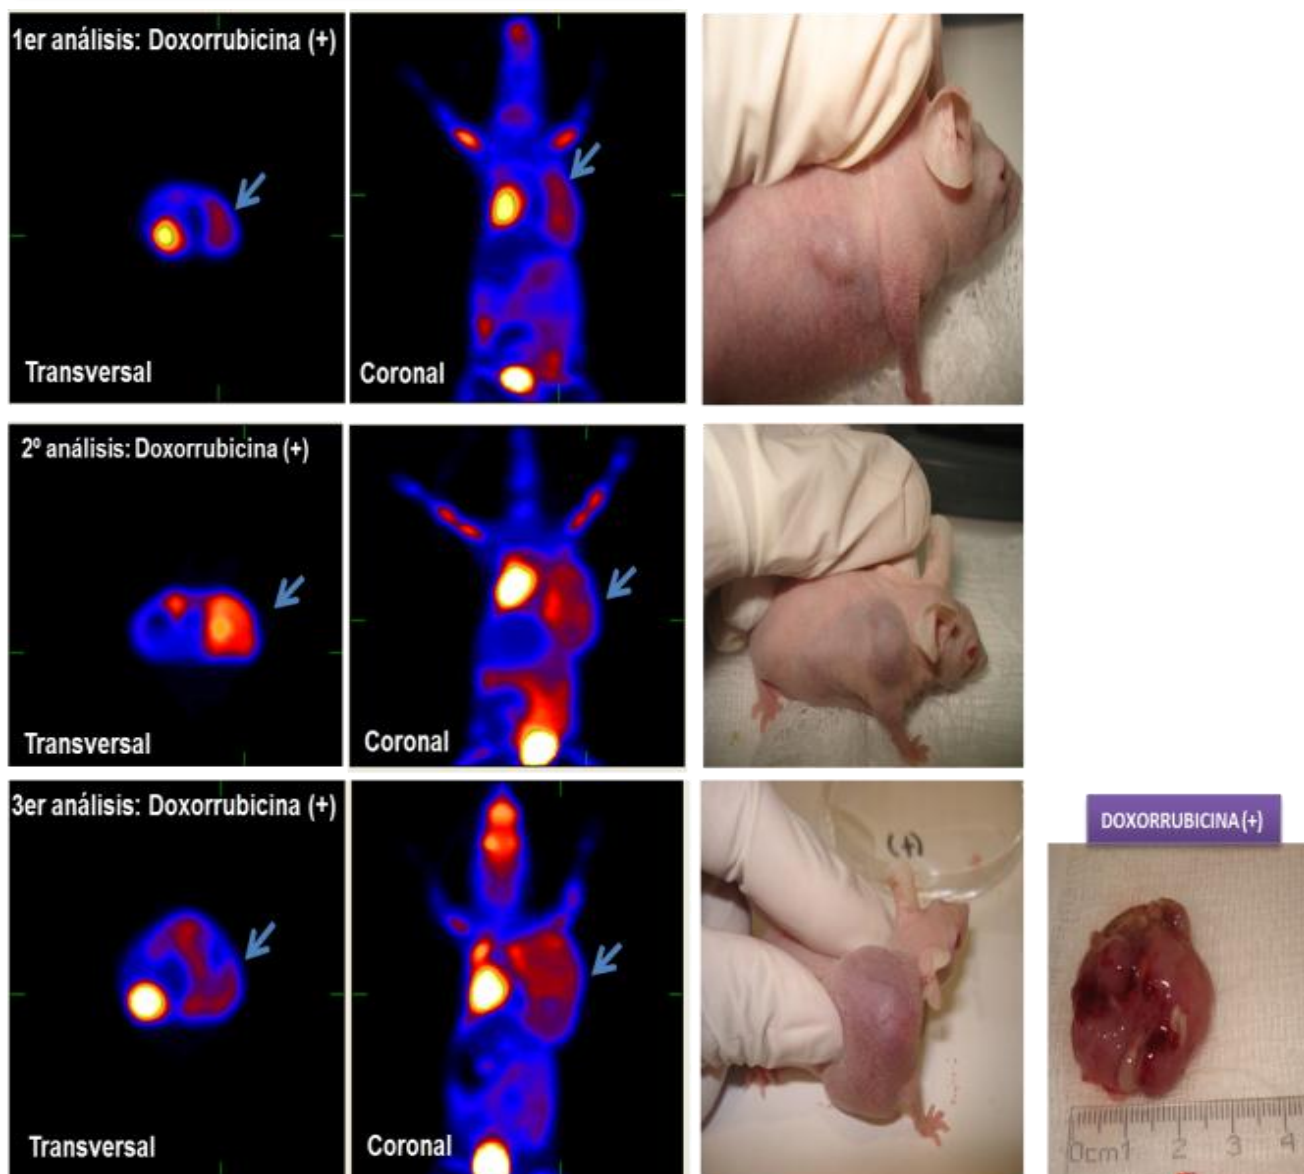 1er análisis: Doxorrubicina (+)
Transversal
Coronal
2º análisis: Doxorrubicina (+)
Transversal
Coronal
3er análisis: Doxorrubicina (+)
Transversal
Coronal
(+)
DOXORRUBICINA (+)
0cm 1 2 3 4